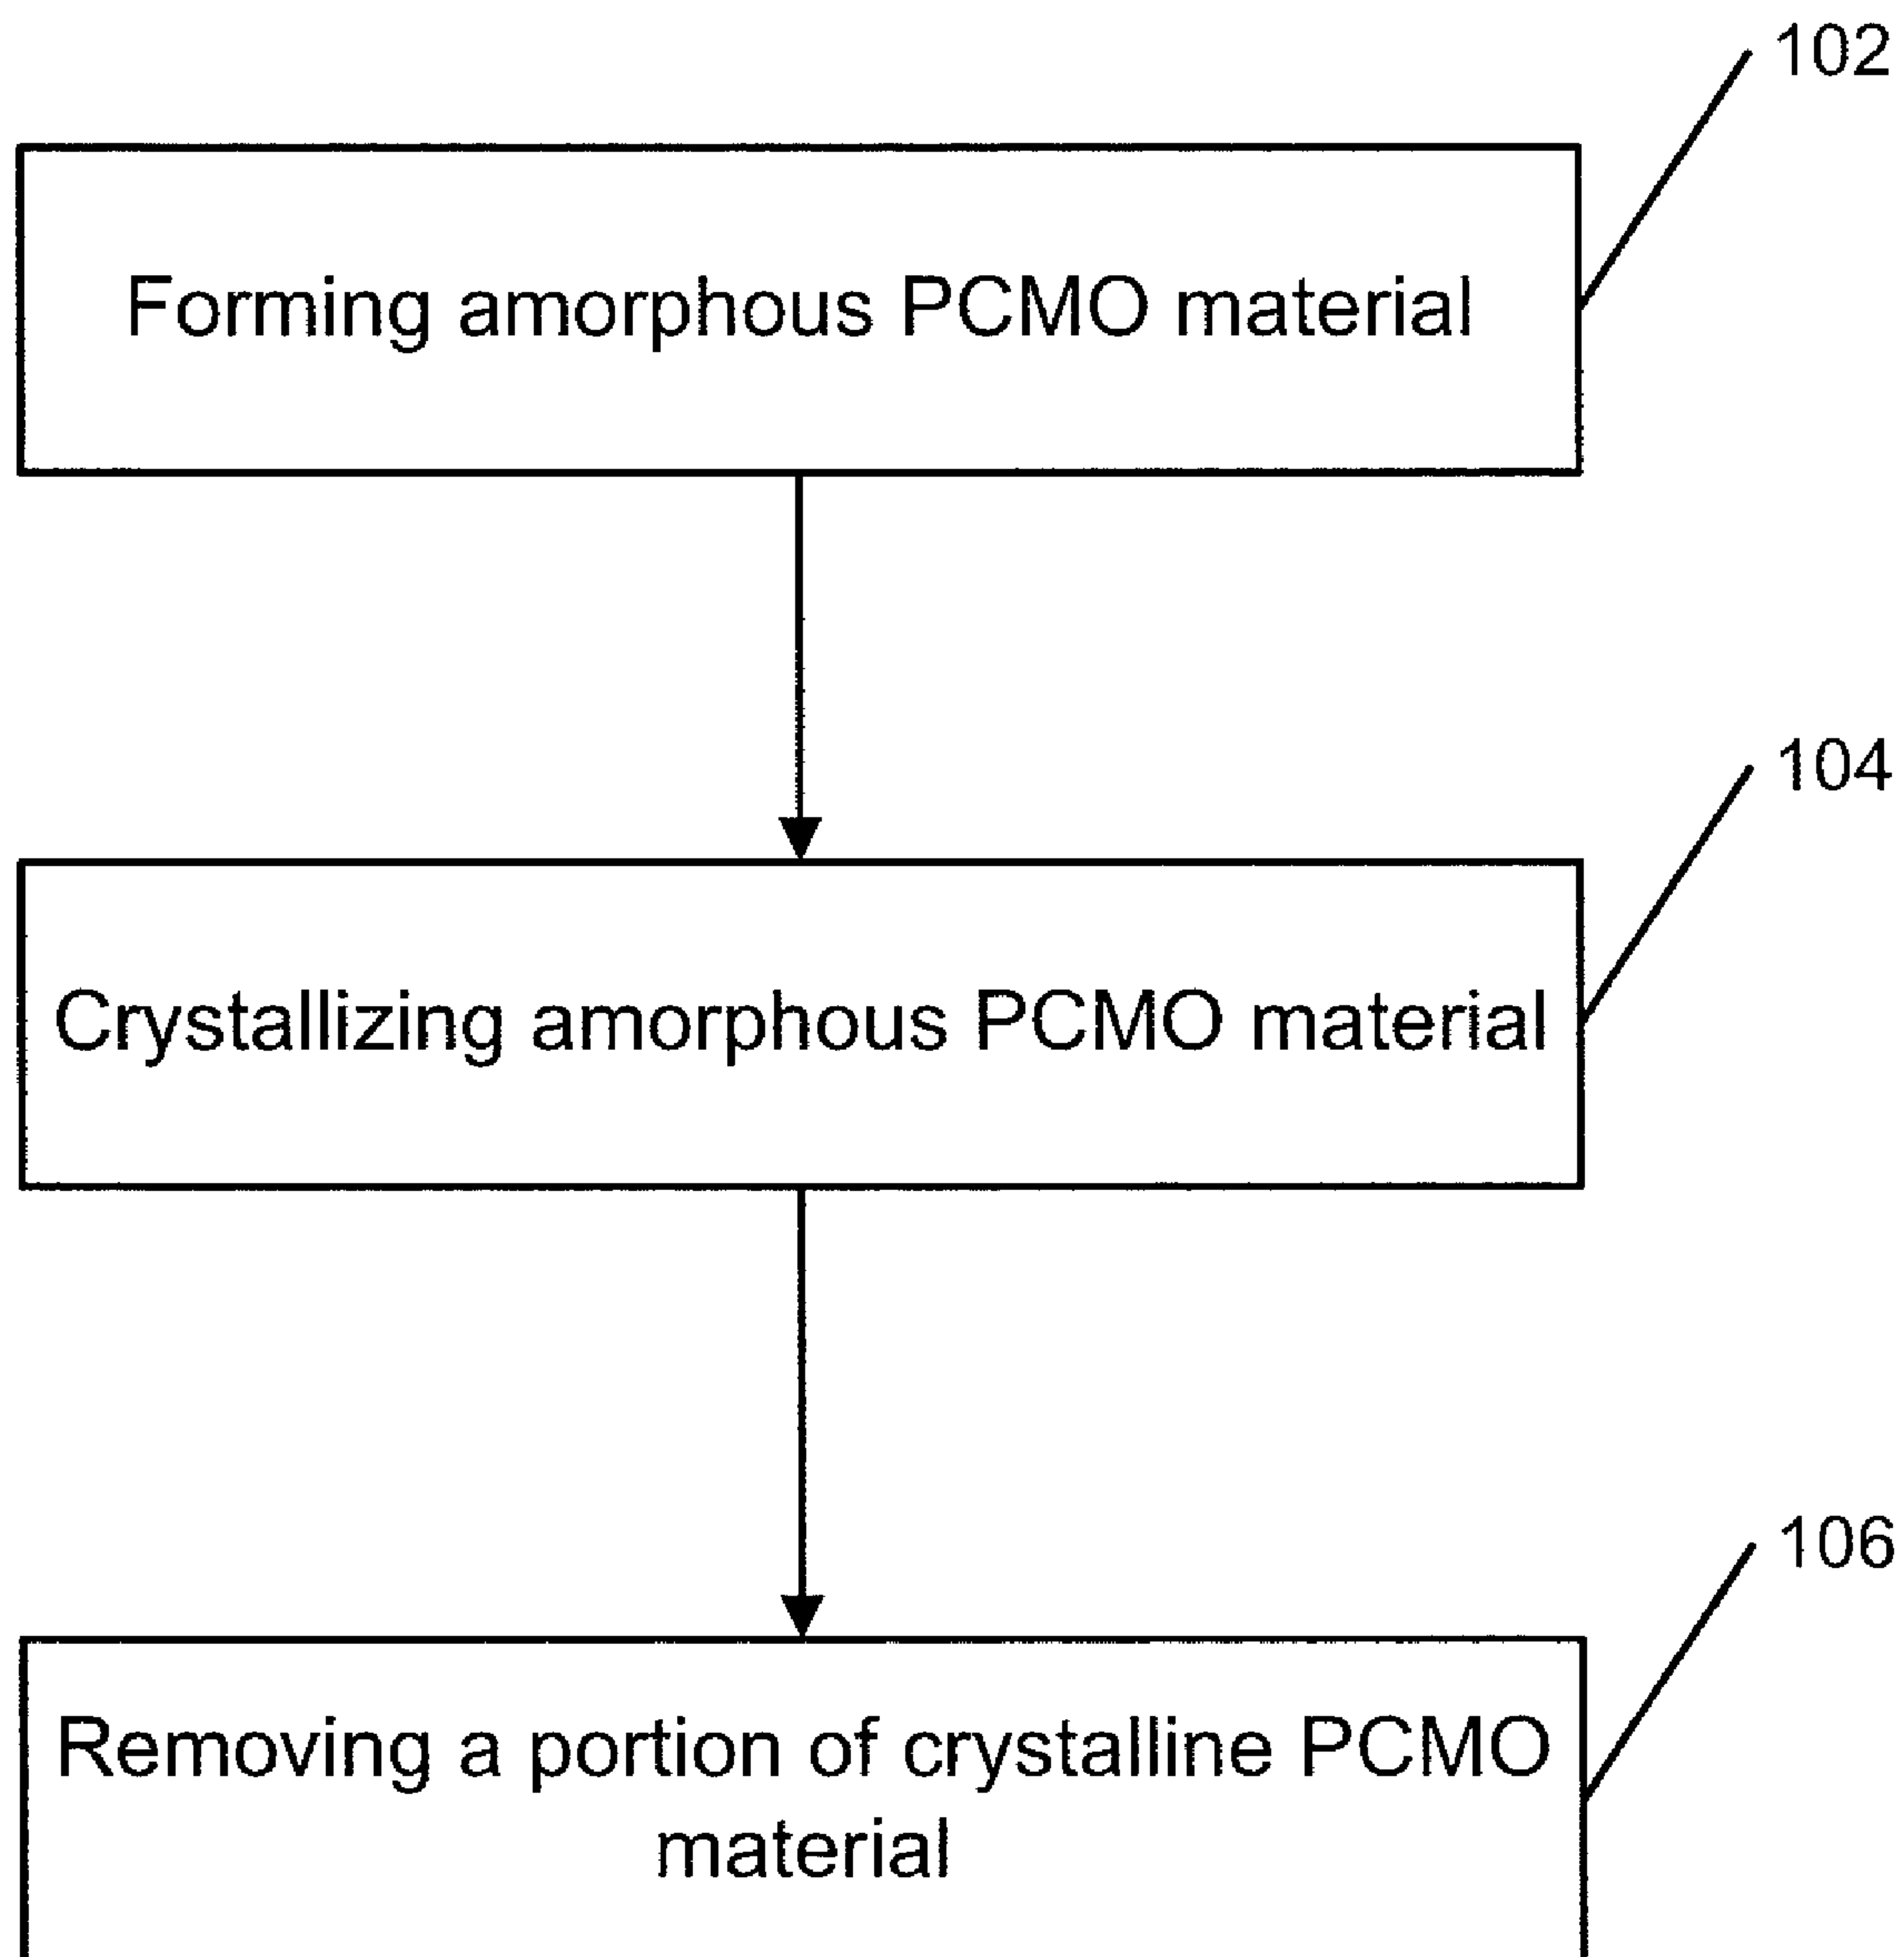 102
Forming amorphous PCMO material
104
Crystallizing amorphous PCMO material
106
Removing a portion of crystalline PCMO
material